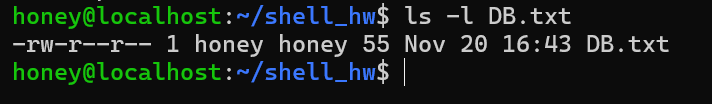 honey@localhost:~/shell_hw$ ls -l DB.txt
-rw-r--r-- 1 honey honey 55 Nov 20 16:43 DB.txt
honey@localhost:~/shell_hw$